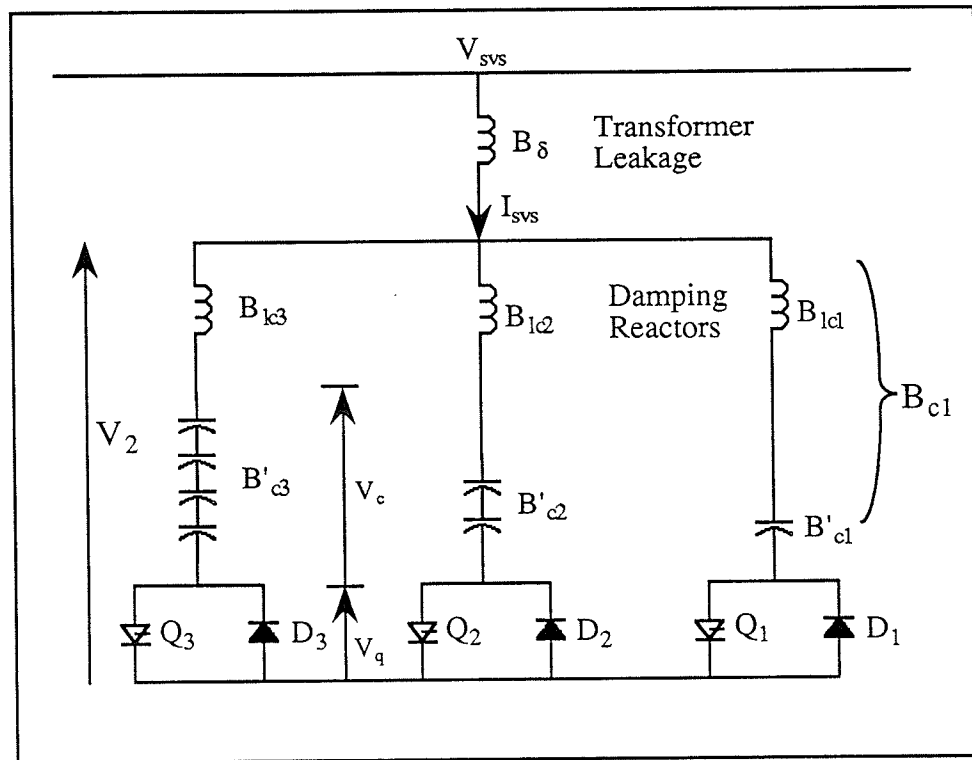 V_svs
B_δ
Transformer
Leakage
I_svs
B_lc3
B_lc2
Damping
Reactors
B_lc1
B_c1
V_2
B'_c3
V_c
B'_c2
B'_c1
Q_3
D_3
V_q
Q_2
D_2
Q_1
D_1